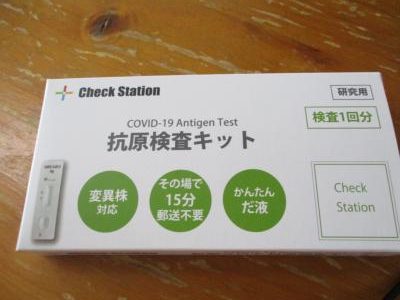 Check Station
研究用
COVID-19 Antigen Test
抗原検査キット
検査1回分
変異株
対応
その場で
15分
郵送不要
かんたん
だ液
Check
Station